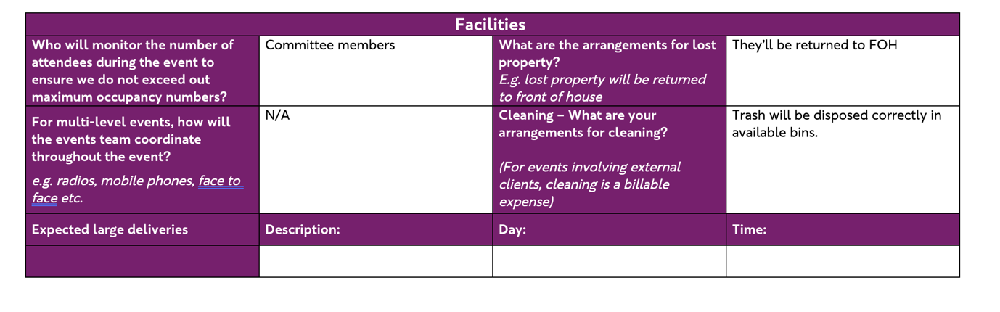 Facilities
Who will monitor the number of
attendees during the event to
ensure we do not exceed out
maximum occupancy numbers?
Committee members
What are the arrangements for lost
property?
E.g. lost property will be returned
to front of house
They’ll be returned to FOH
For multi-level events, how will
the events team coordinate
throughout the event?
e.g. radios, mobile phones, face to
face etc.
N/A
Cleaning – What are your
arrangements for cleaning?
(For events involving external
clients, cleaning is a billable
expense)
Trash will be disposed correctly in
available bins.
Expected large deliveries
Description:
Day:
Time: